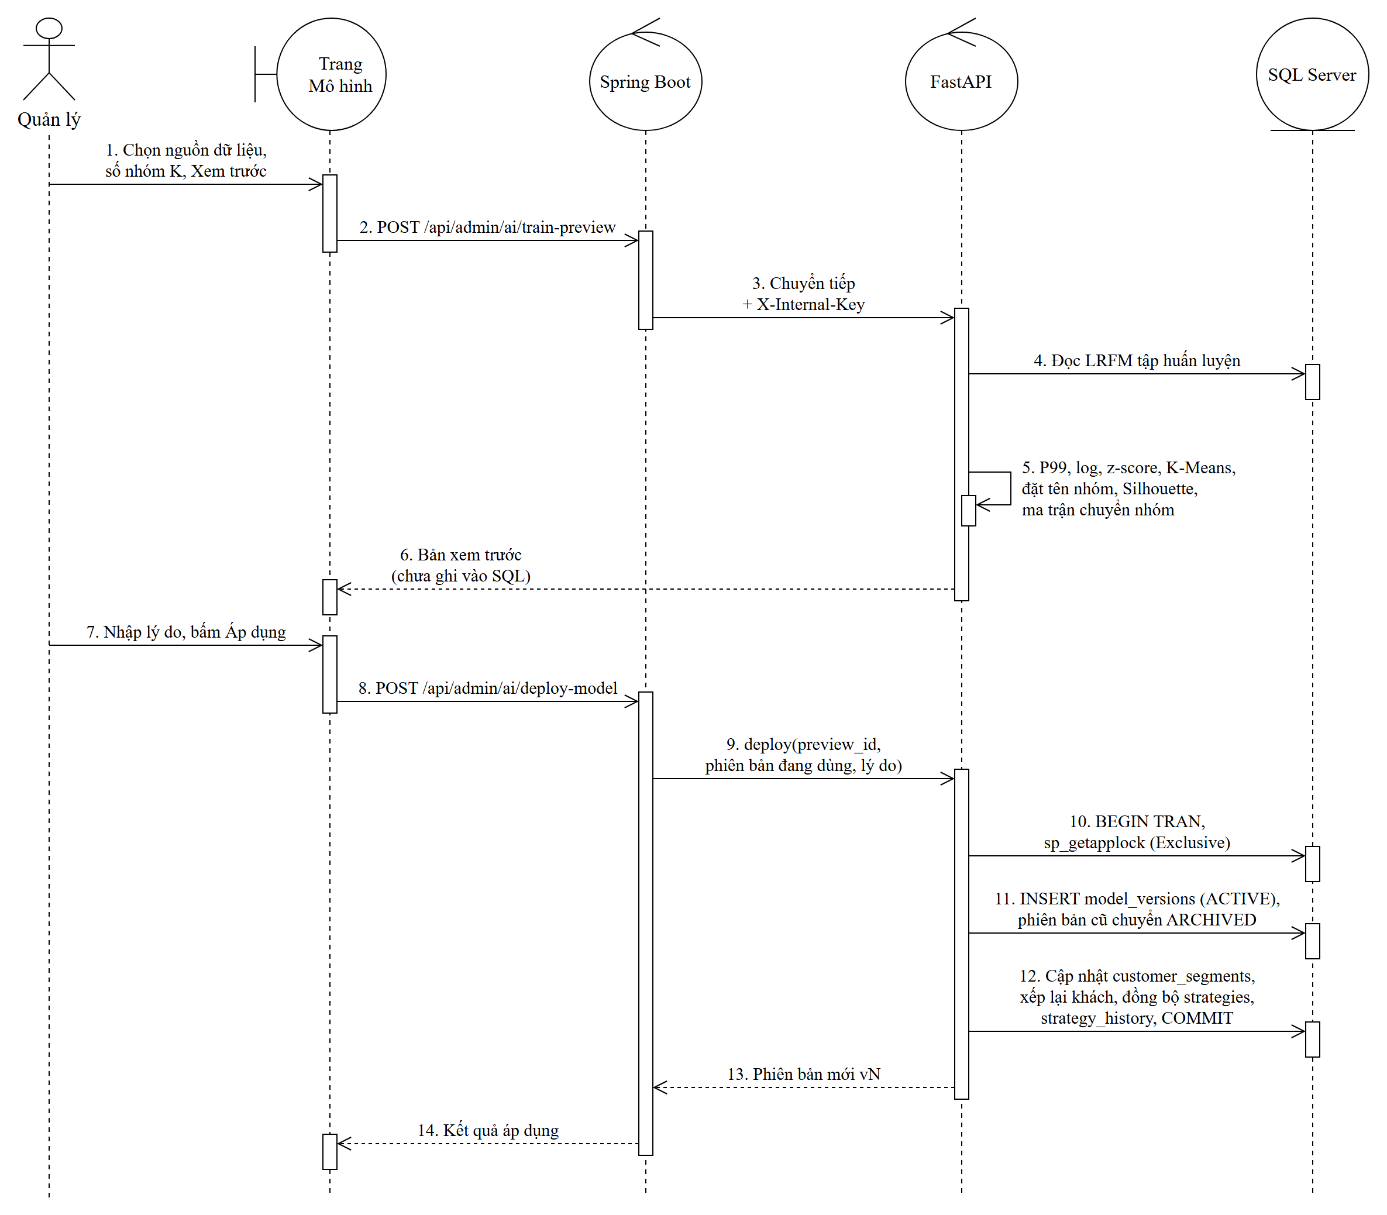 Quản lý
Trang
Mô hình
Spring Boot
FastAPI
SQL Server
1. Chọn nguồn dữ liệu,
số nhóm K, Xem trước
2. POST /api/admin/ai/train-preview
3. Chuyển tiếp
+ X-Internal-Key
4. Đọc LRFM tập huấn luyện
5. P99, log, z-score, K-Means,
đặt tên nhóm, Silhouette,
ma trận chuyển nhóm
6. Bản xem trước
(chưa ghi vào SQL)
7. Nhập lý do, bấm Áp dụng
8. POST /api/admin/ai/deploy-model
9. deploy(preview_id,
phiên bản đang dùng, lý do)
10. BEGIN TRAN,
sp_getapplock (Exclusive)
11. INSERT model_versions (ACTIVE),
phiên bản cũ chuyển ARCHIVED
12. Cập nhật customer_segments,
xếp lại khách, đồng bộ strategies,
strategy_history, COMMIT
13. Phiên bản mới vN
14. Kết quả áp dụng